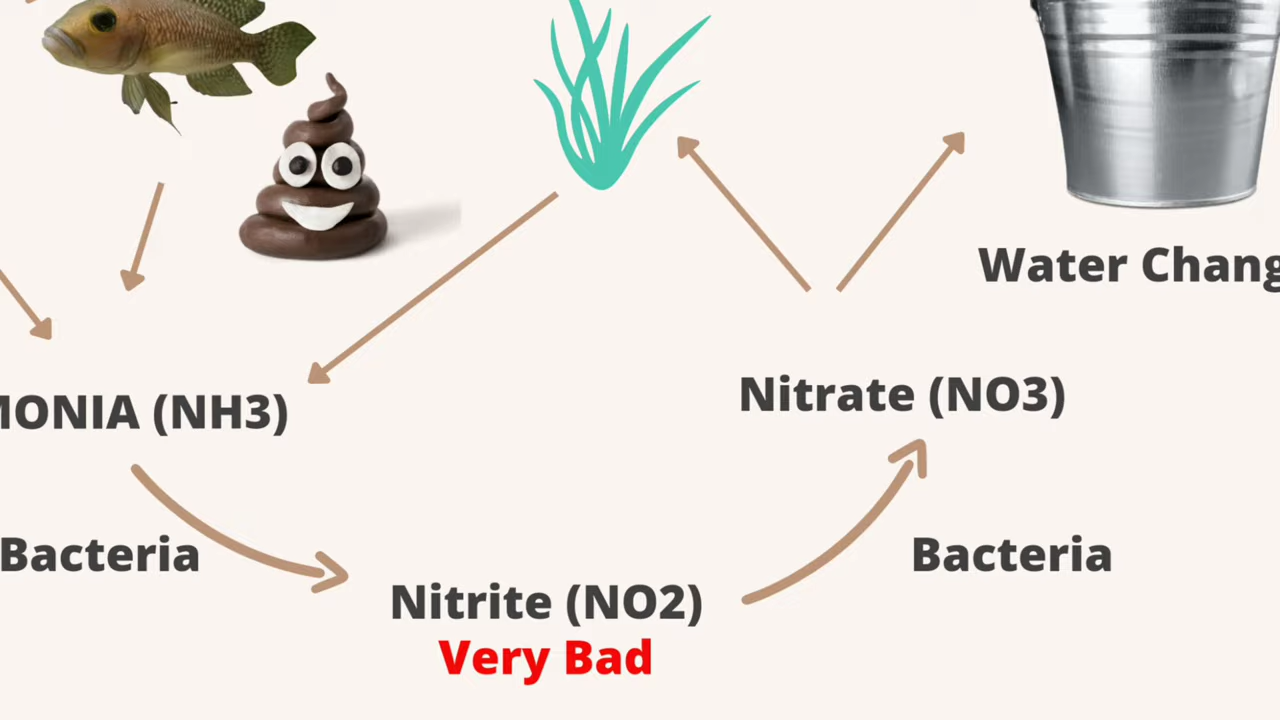 Water Chang
MONIA (NH3)
Nitrate (NO3)
Bacteria
Bacteria
Nitrite (NO2)
Very Bad